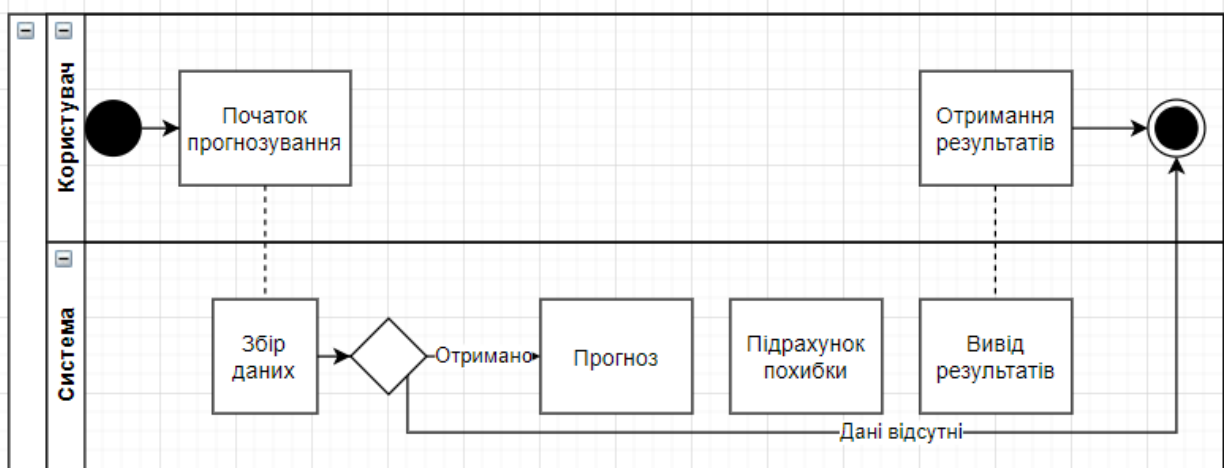 Користувач
Початок
прогнозування
Отримання
результатів
Система
Збір
даних
Отримано
Прогноз
Підрахунок
похибки
Вивід
результатів
Дані відсутні